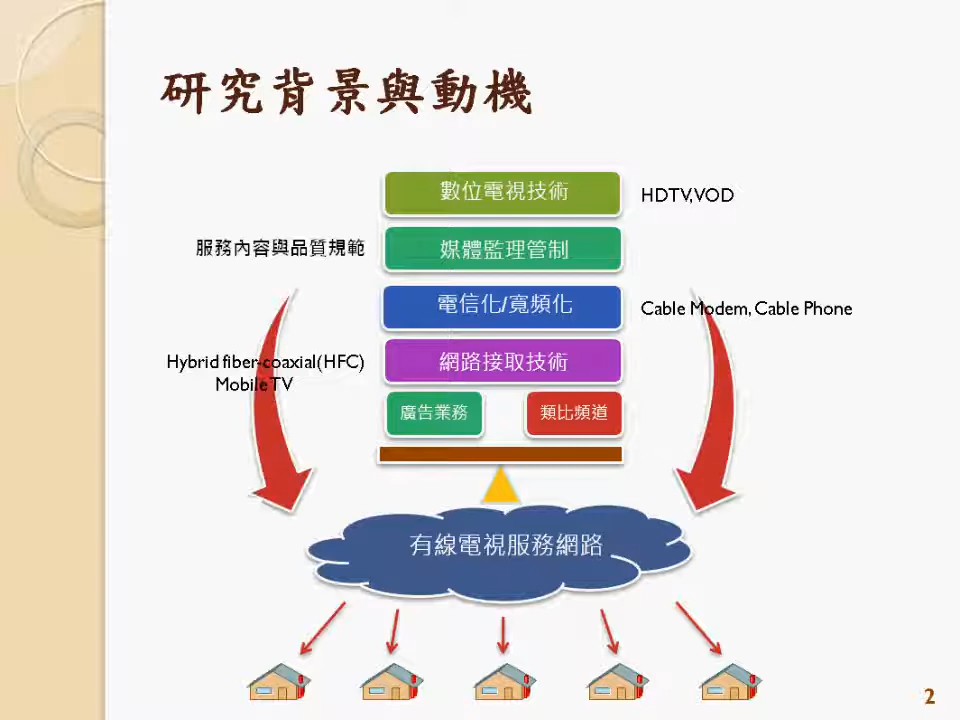 研究背景與動機
數位電視技術
HDTV,VOD
服務內容與品質規範
媒體監理管制
電信化/寬頻化
Cable Modem, Cable Phone
Hybrid fiber-coaxial(HFC)
Mobile TV
網路接取技術
廣告業務
類比頻道
有線電視服務網路
2